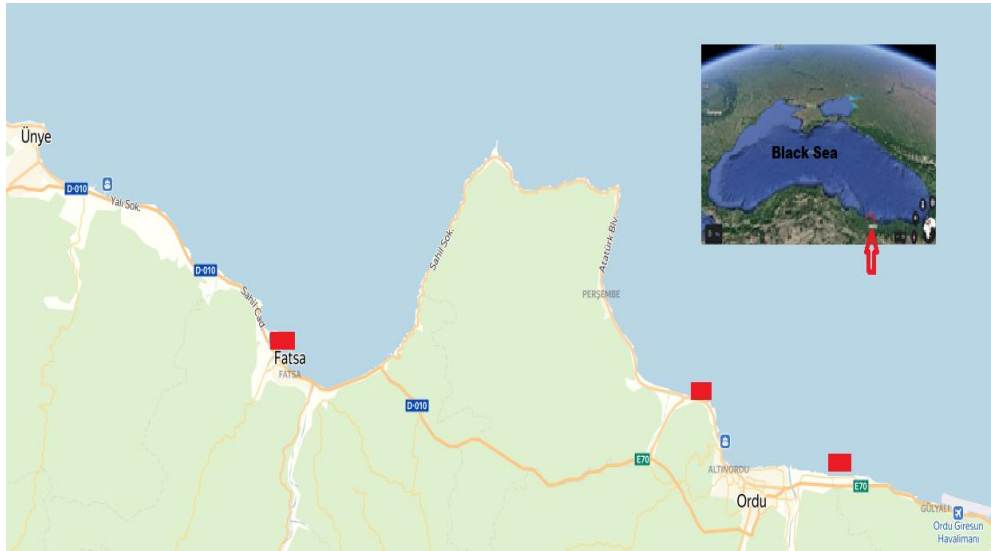 Ünye
D-010
Yalı Sok.
D-010
Sahil Cad.
Fatsa
FATSA
Sahil Sok.
D-010
Atatürk Blv.
PERŞEMBE
Black Sea
E70
ALTINORDU
Ordu
E70
GÜLYALI
Ordu Giresun
Havalimanı